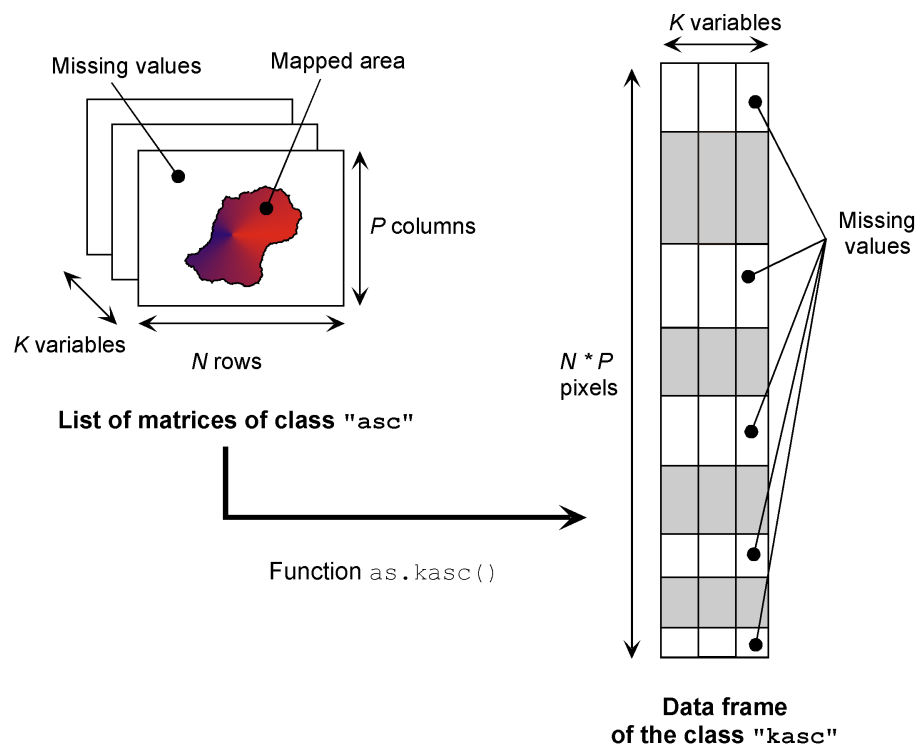 K variables
Missing values
Mapped area
P columns
K variables
N rows
List of matrices of class "asc"
Function as.kasc()
N * P
pixels
Missing
values
Data frame
of the class "kasc"